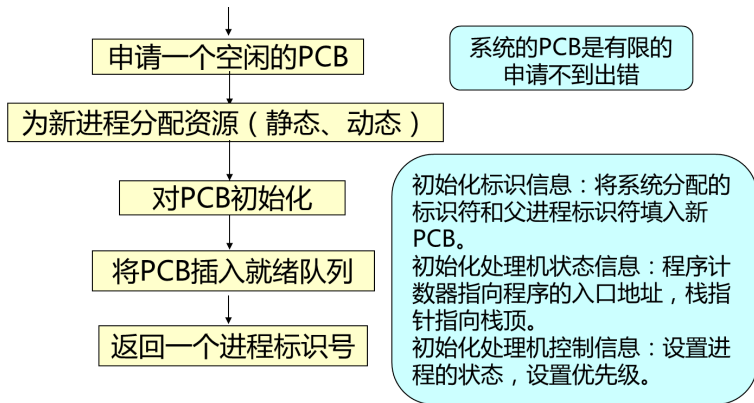 申请一个空闲的PCB
系统的PCB是有限的
申请不到出错
为新进程分配资源（静态、动态）
对PCB初始化
将PCB插入就绪队列
返回一个进程标识号
初始化标识信息：将系统分配的
标识符和父进程标识符填入新
PCB。
初始化处理机状态信息：程序计
数器指向程序的入口地址，栈指
针指向栈顶。
初始化处理机控制信息：设置进
程的状态，设置优先级。